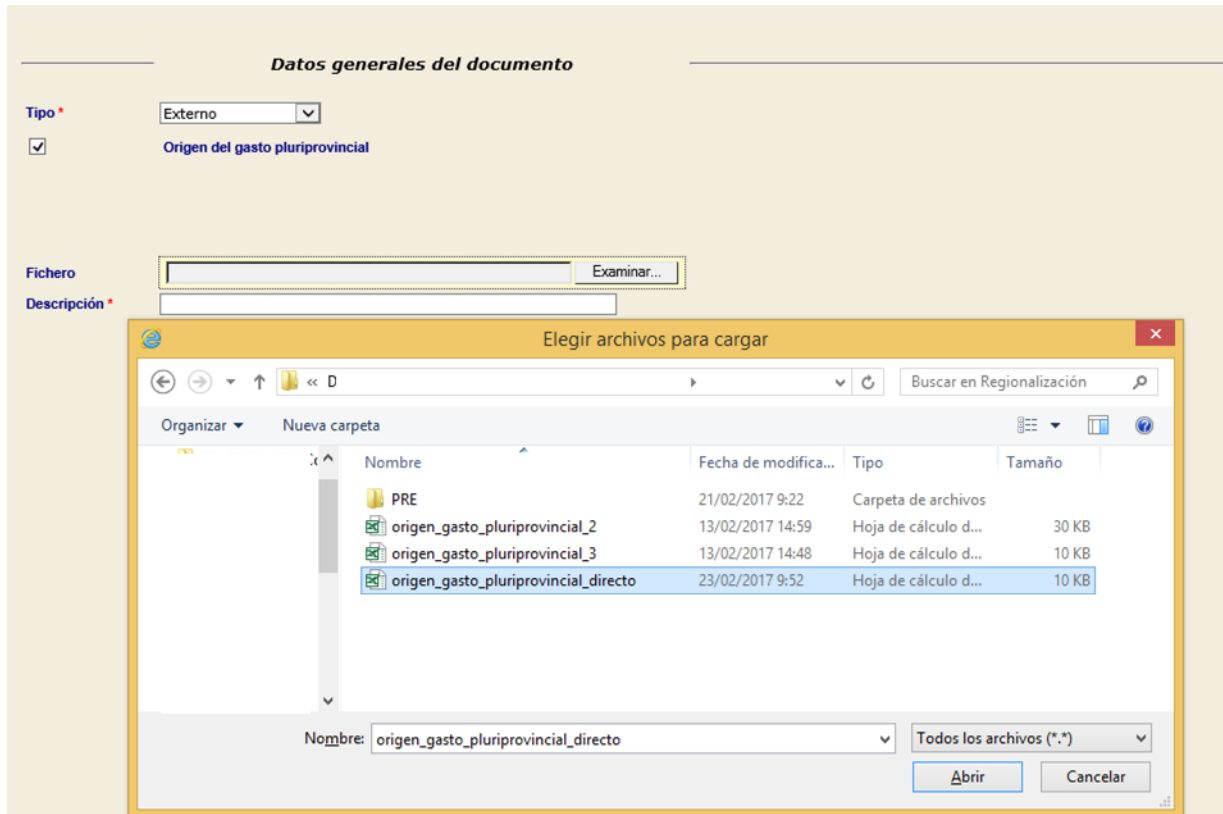 Datos generales del documento
Tipo * Externo
Origen del gasto pluriprovincial
Fichero Examinar...
Descripción *
Elegir archivos para cargar
« D Buscar en Regionalización
Organizar Nueva carpeta
Nombre Fecha de modifica... Tipo Tamaño
PRE 21/02/2017 9:22 Carpeta de archivos
origen_gasto_pluriprovincial_2 13/02/2017 14:59 Hoja de cálculo d... 30 KB
origen_gasto_pluriprovincial_3 13/02/2017 14:48 Hoja de cálculo d... 10 KB
origen_gasto_pluriprovincial_directo 23/02/2017 9:52 Hoja de cálculo d... 10 KB
Nombre: origen_gasto_pluriprovincial_directo Todos los archivos (*.*)
Abrir Cancelar